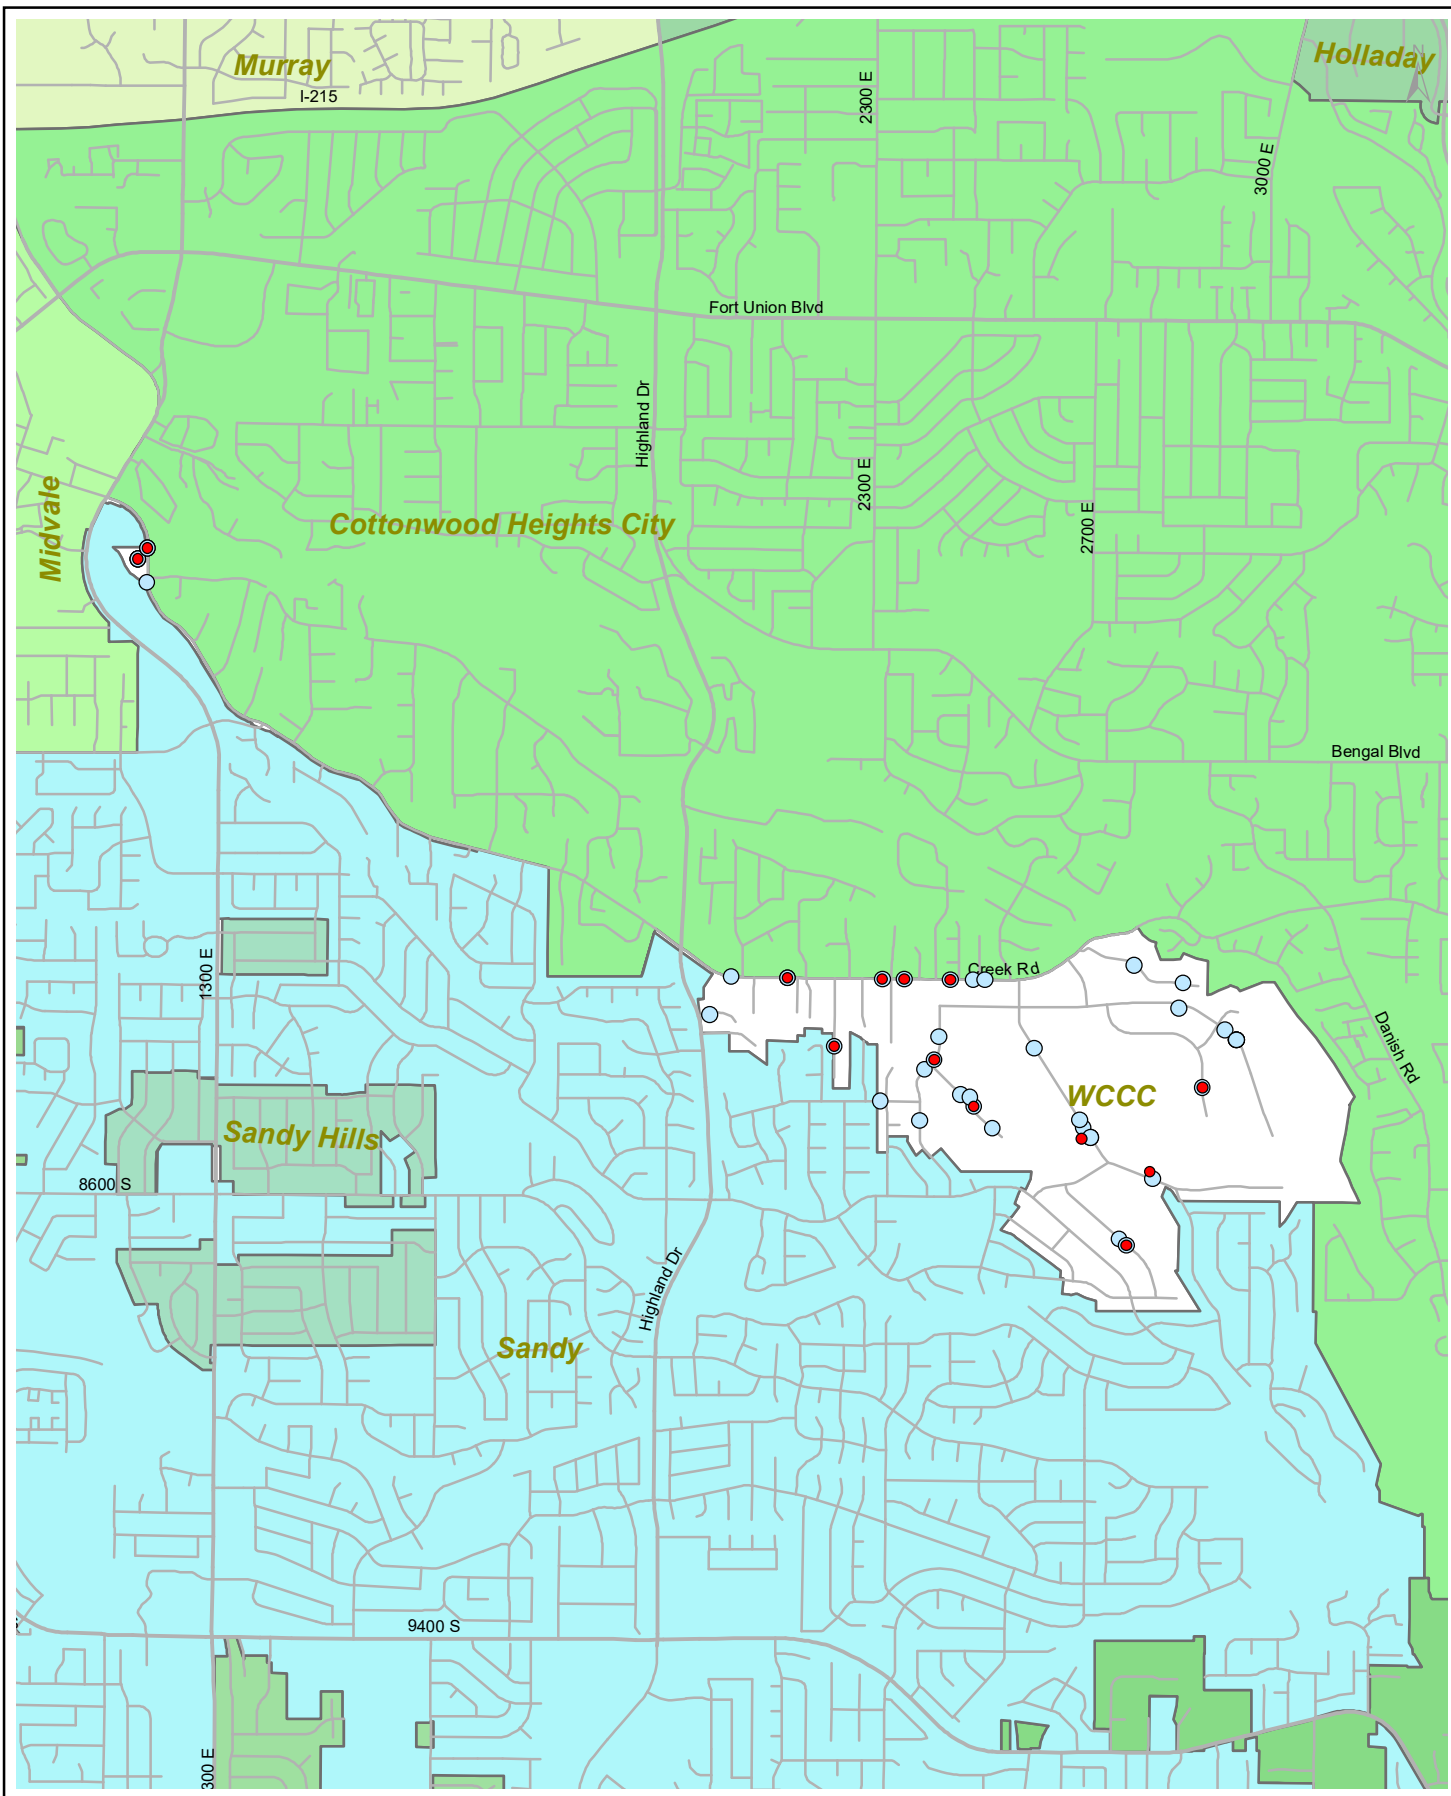 Murray
Holladay
I-215
2300 E
3000 E
Fort Union Blvd
Highland Dr
2300 E
Midvale
Cottonwood Heights City
2700 E
Bengal Blvd
1300 E
Creek Rd
Danish Rd
WCCC
Sandy Hills
8600 S
Highland Dr
Sandy
9400 S
300 E